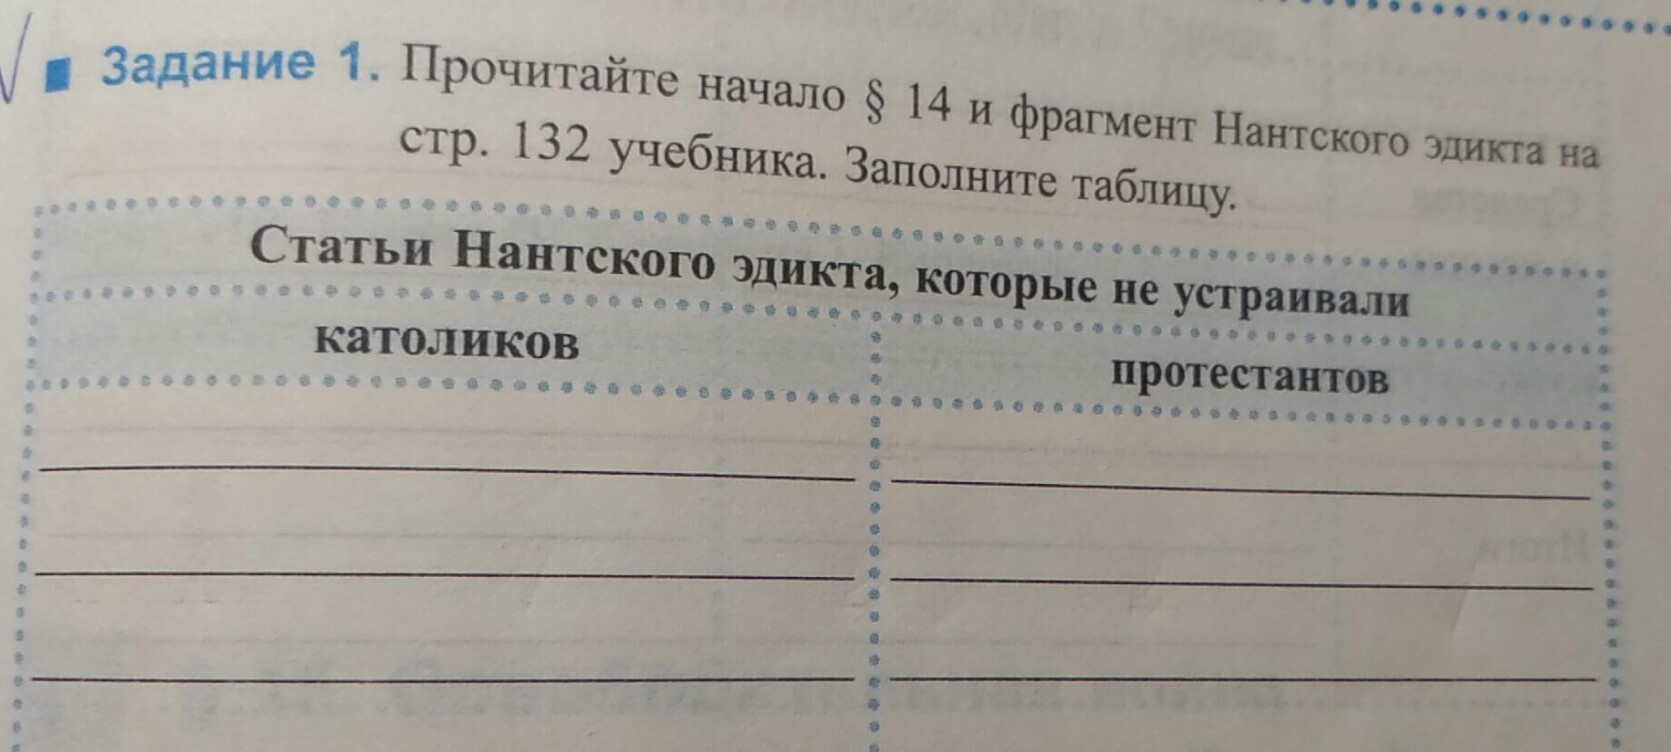 Задание 1. Прочитайте начало § 14 и фрагмент Нантского эдикта на
стр. 132 учебника. Заполните таблицу.
Статьи Нантского эдикта, которые не устраивали
католиков
протестантов